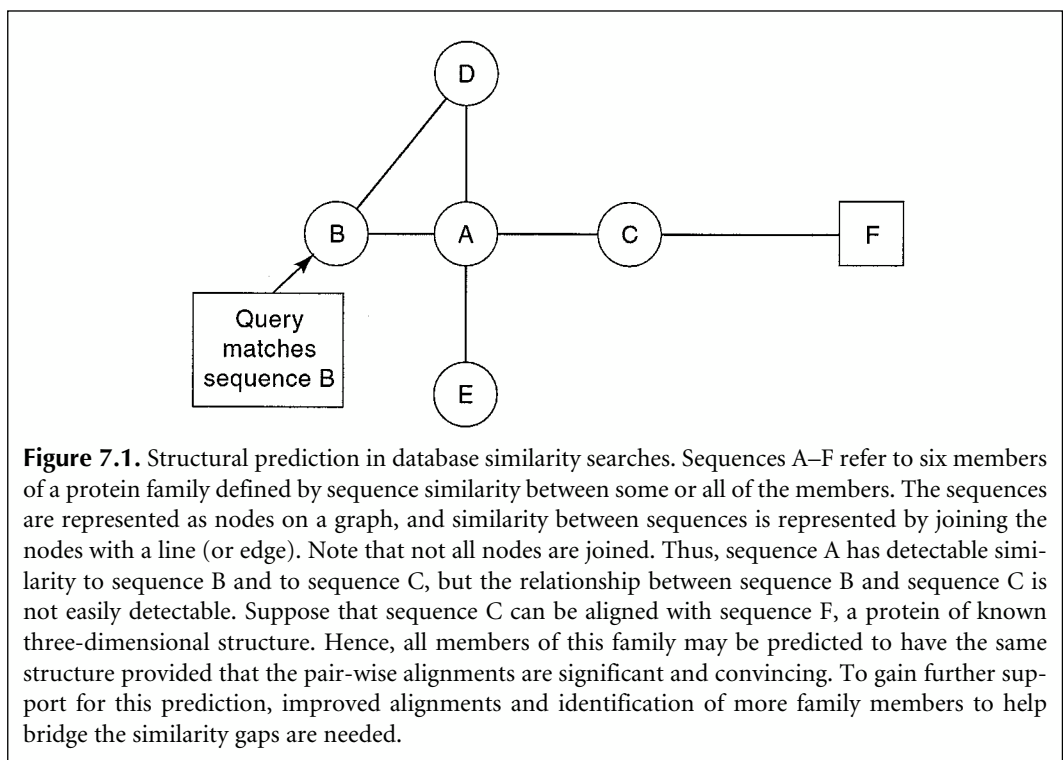 D
B
A
C
F
Query
matches
sequence B
E
Figure 7.1. Structural prediction in database similarity searches. Sequences A–F refer to six members
of a protein family defined by sequence similarity between some or all of the members. The sequences
are represented as nodes on a graph, and similarity between sequences is represented by joining the
nodes with a line (or edge). Note that not all nodes are joined. Thus, sequence A has detectable simi-
larity to sequence B and to sequence C, but the relationship between sequence B and sequence C is
not easily detectable. Suppose that sequence C can be aligned with sequence F, a protein of known
three-dimensional structure. Hence, all members of this family may be predicted to have the same
structure provided that the pair-wise alignments are significant and convincing. To gain further sup-
port for this prediction, improved alignments and identification of more family members to help
bridge the similarity gaps are needed.